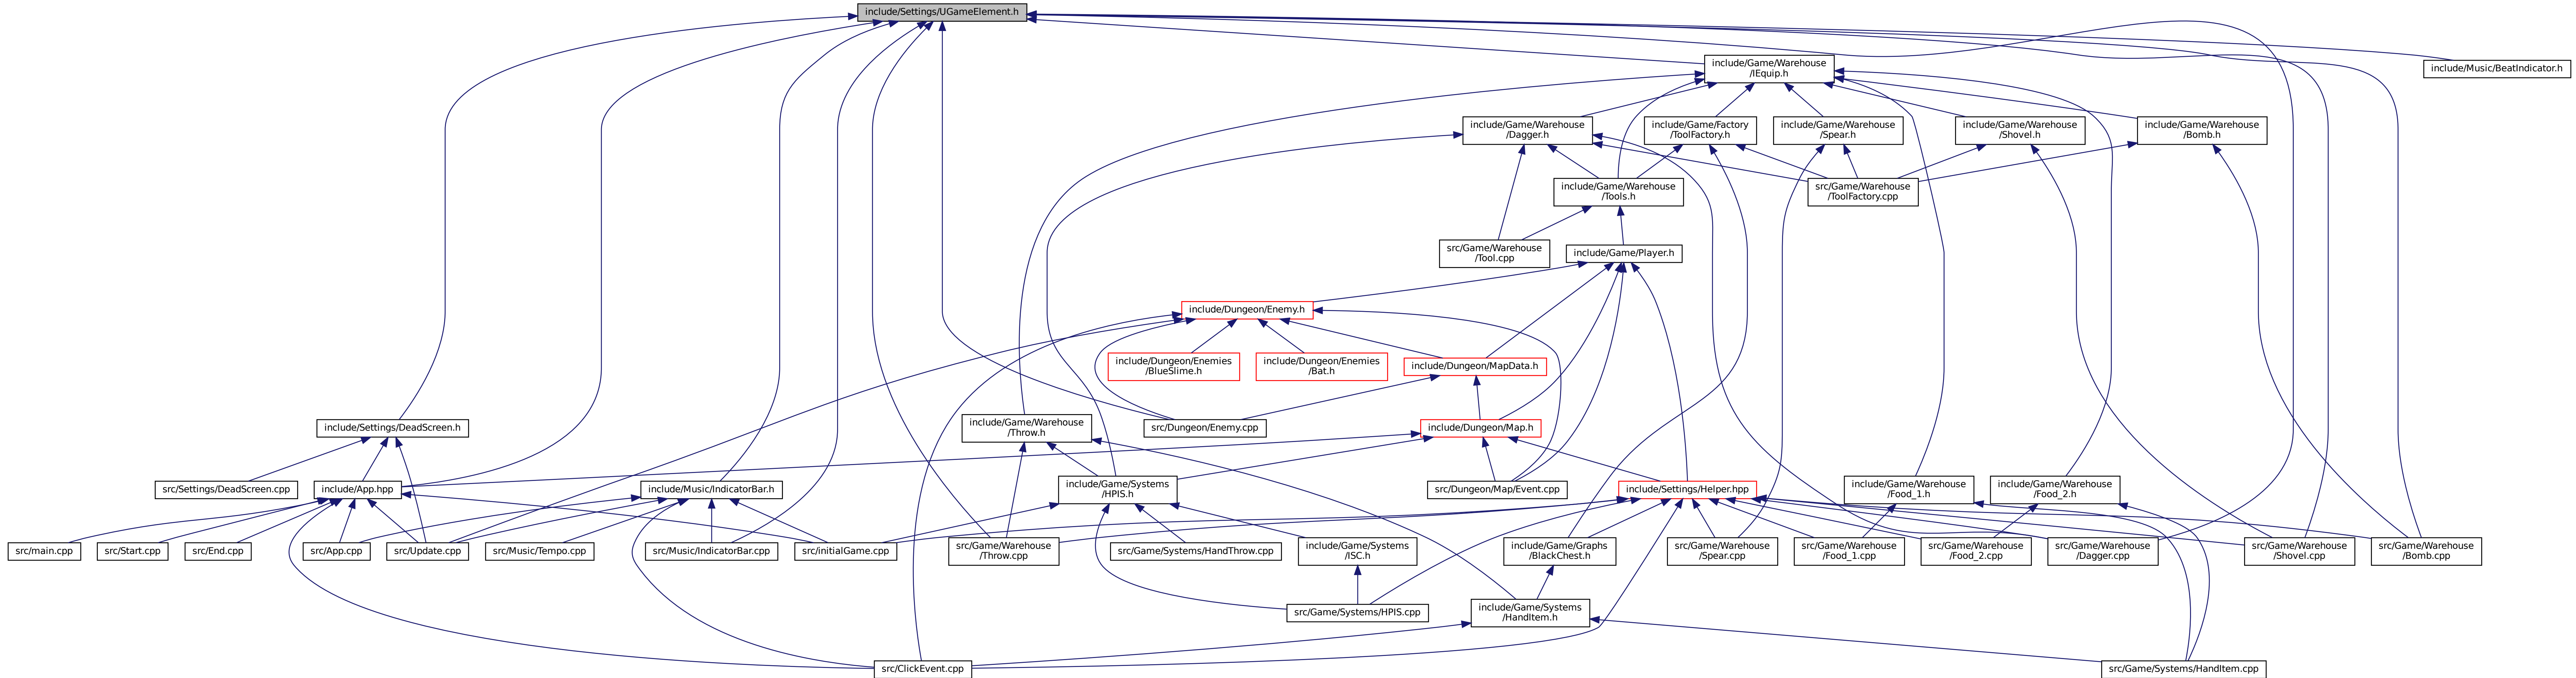 include/Settings/UGameElement.h
include/Game/Warehouse
/IEquip.h
include/Music/BeatIndicator.h
include/Game/Warehouse
/Dagger.h
include/Game/Factory
/ToolFactory.h
include/Game/Warehouse
/Spear.h
include/Game/Warehouse
/Shovel.h
include/Game/Warehouse
/Bomb.h
include/Game/Warehouse
/Tools.h
src/Game/Warehouse
/ToolFactory.cpp
src/Game/Warehouse
/Tool.cpp
include/Game/Player.h
include/Dungeon/Enemy.h
include/Dungeon/Enemies
/BlueSlime.h
include/Dungeon/Enemies
/Bat.h
include/Dungeon/MapData.h
include/Settings/DeadScreen.h
include/Game/Warehouse
/Throw.h
src/Dungeon/Enemy.cpp
include/Dungeon/Map.h
src/Settings/DeadScreen.cpp
include/App.hpp
include/Music/IndicatorBar.h
include/Game/Systems
/HPIS.h
src/Dungeon/Map/Event.cpp
include/Settings/Helper.hpp
include/Game/Warehouse
/Food_1.h
include/Game/Warehouse
/Food_2.h
src/main.cpp
src/Start.cpp
src/End.cpp
src/App.cpp
src/Update.cpp
src/Music/Tempo.cpp
src/Music/IndicatorBar.cpp
src/initialGame.cpp
src/Game/Warehouse
/Throw.cpp
src/Game/Systems/HandThrow.cpp
include/Game/Systems
/ISC.h
include/Game/Graphs
/BlackChest.h
src/Game/Warehouse
/Spear.cpp
src/Game/Warehouse
/Food_1.cpp
src/Game/Warehouse
/Food_2.cpp
src/Game/Warehouse
/Dagger.cpp
src/Game/Warehouse
/Shovel.cpp
src/Game/Warehouse
/Bomb.cpp
src/Game/Systems/HPIS.cpp
include/Game/Systems
/HandItem.h
src/ClickEvent.cpp
src/Game/Systems/HandItem.cpp